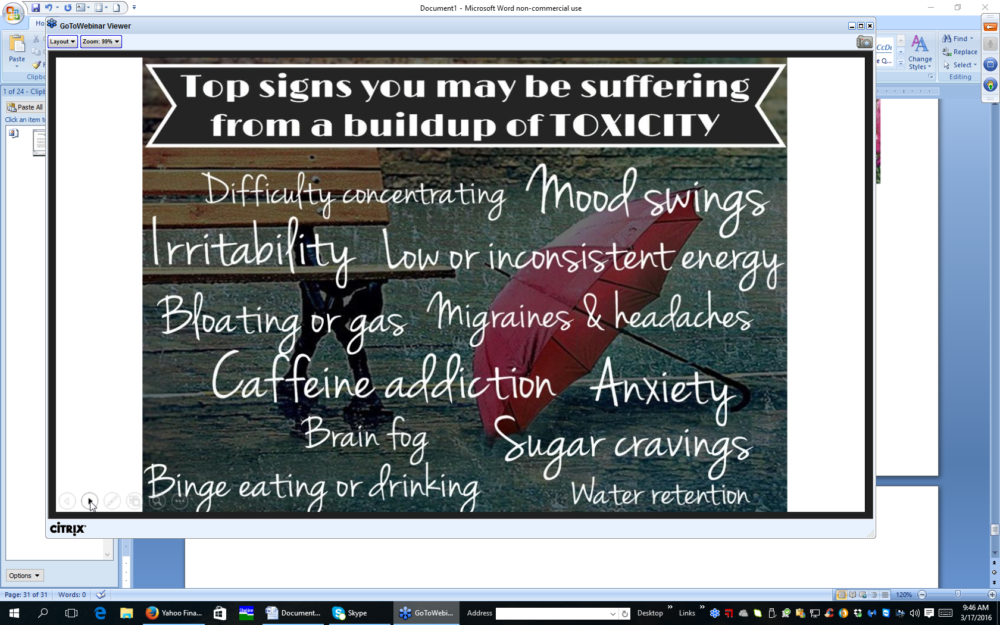 Document1 - Microsoft Word non-commercial use
Ho
GoToWebinar Viewer
Layout
Zoom: 99%
Paste
Clipbo
1 of 24 - Clipb
Paste All
Click an item to
Find
Replace
Select
Change
Styles
Editing
Top signs you may be suffering
from a buildup of TOXICITY
Difficulty concentrating Mood swings
Irritability Low or inconsistent energy
Bloating or gas Migraines & headaches
Caffeine addiction Anxiety
Brain fog Sugar cravings
Binge eating or drinking Water retention
CITRIX
Options
Page: 31 of 31 Words: 0
120%
Yahoo Fina...
Shaklee
Document...
Skype
GoToWebi...
Address
Desktop
Links
9:46 AM
3/17/2016